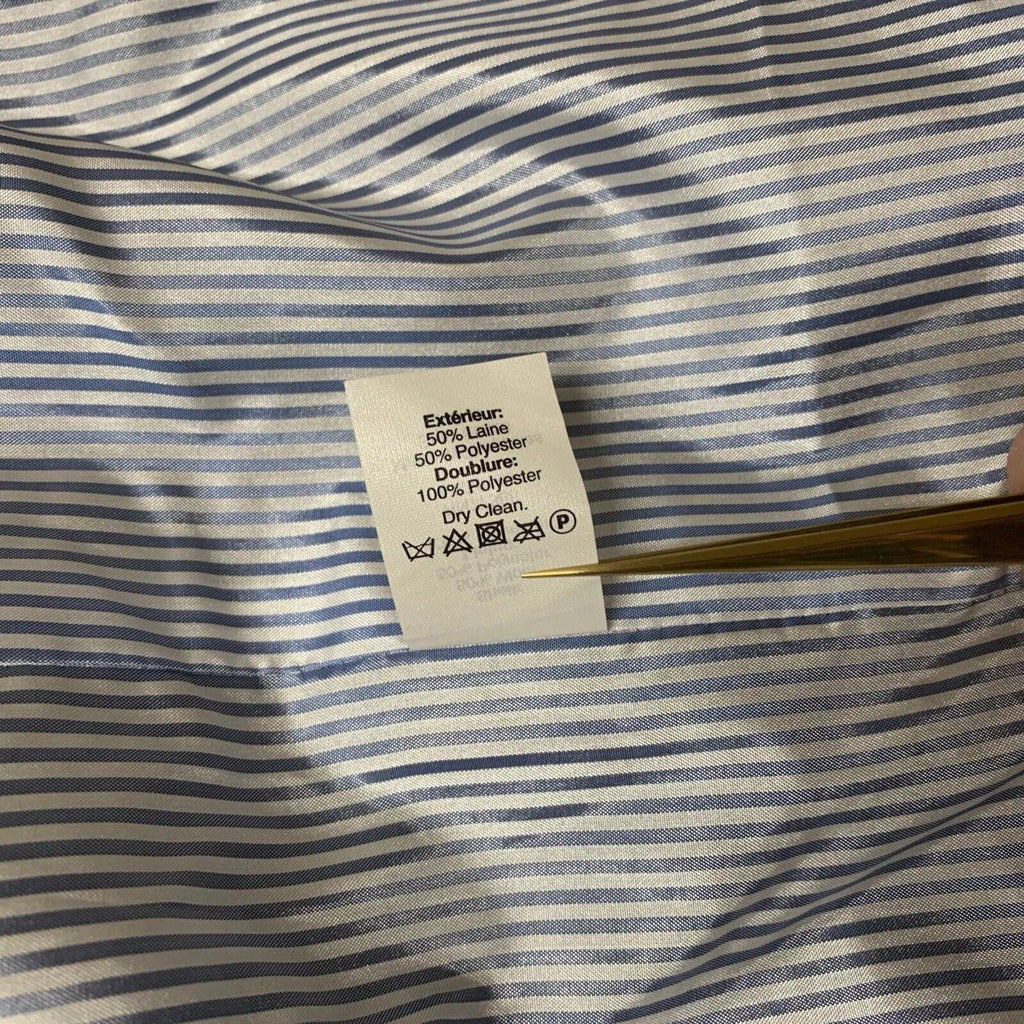 Extérieur:
50% Laine
50% Polyester
Doublure:
100% Polyester
Dry Clean.
P